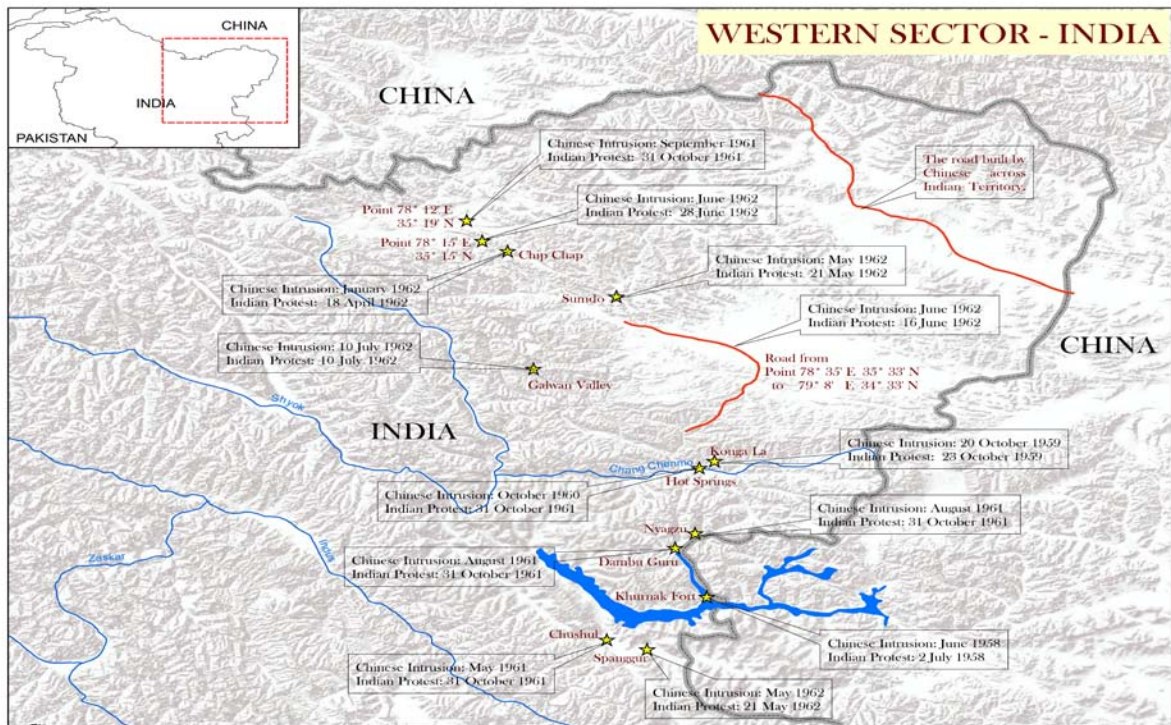 WESTERN SECTOR - INDIA
CHINA
INDIA
PAKISTAN
CHINA
Chinese Intrusion: September 1961
Indian Protest: 31 October 1961
The road built by
Chinese across
Indian Territory.
Point 78° 12' E
35° 19' N
Chinese Intrusion: June 1962
Indian Protest: 28 June 1962
Point 78° 15' E
35° 15' N
Chip Chap
Chinese Intrusion: May 1962
Indian Protest: 21 May 1962
Chinese Intrusion: January 1962
Indian Protest: 18 April 1962
Sumdo
Chinese Intrusion: June 1962
Indian Protest: 16 June 1962
Chinese Intrusion: 10 July 1962
Indian Protest: 10 July 1962
CHINA
Road from
Point 78° 35' E 35° 33' N
to 79° 8' E 34° 33' N
Galwan Valley
Shyok
INDIA
Chang Chenmo
Konga La
Hot Springs
Chinese Intrusion: 20 October 1959
Indian Protest: 23 October 1959
Chinese Intrusion: October 1960
Indian Protest: 31 October 1961
Chinese Intrusion: August 1961
Indian Protest: 31 October 1961
Nyagzu
Zaskar
Indus
Chinese Intrusion: August 1961
Indian Protest: 31 October 1961
Dambu Guru
Khurnak Fort
Chushul
Chinese Intrusion: June 1958
Indian Protest: 2 July 1958
Spanggur
Chinese Intrusion: May 1961
Indian Protest: 31 October 1961
Chinese Intrusion: May 1962
Indian Protest: 21 May 1962